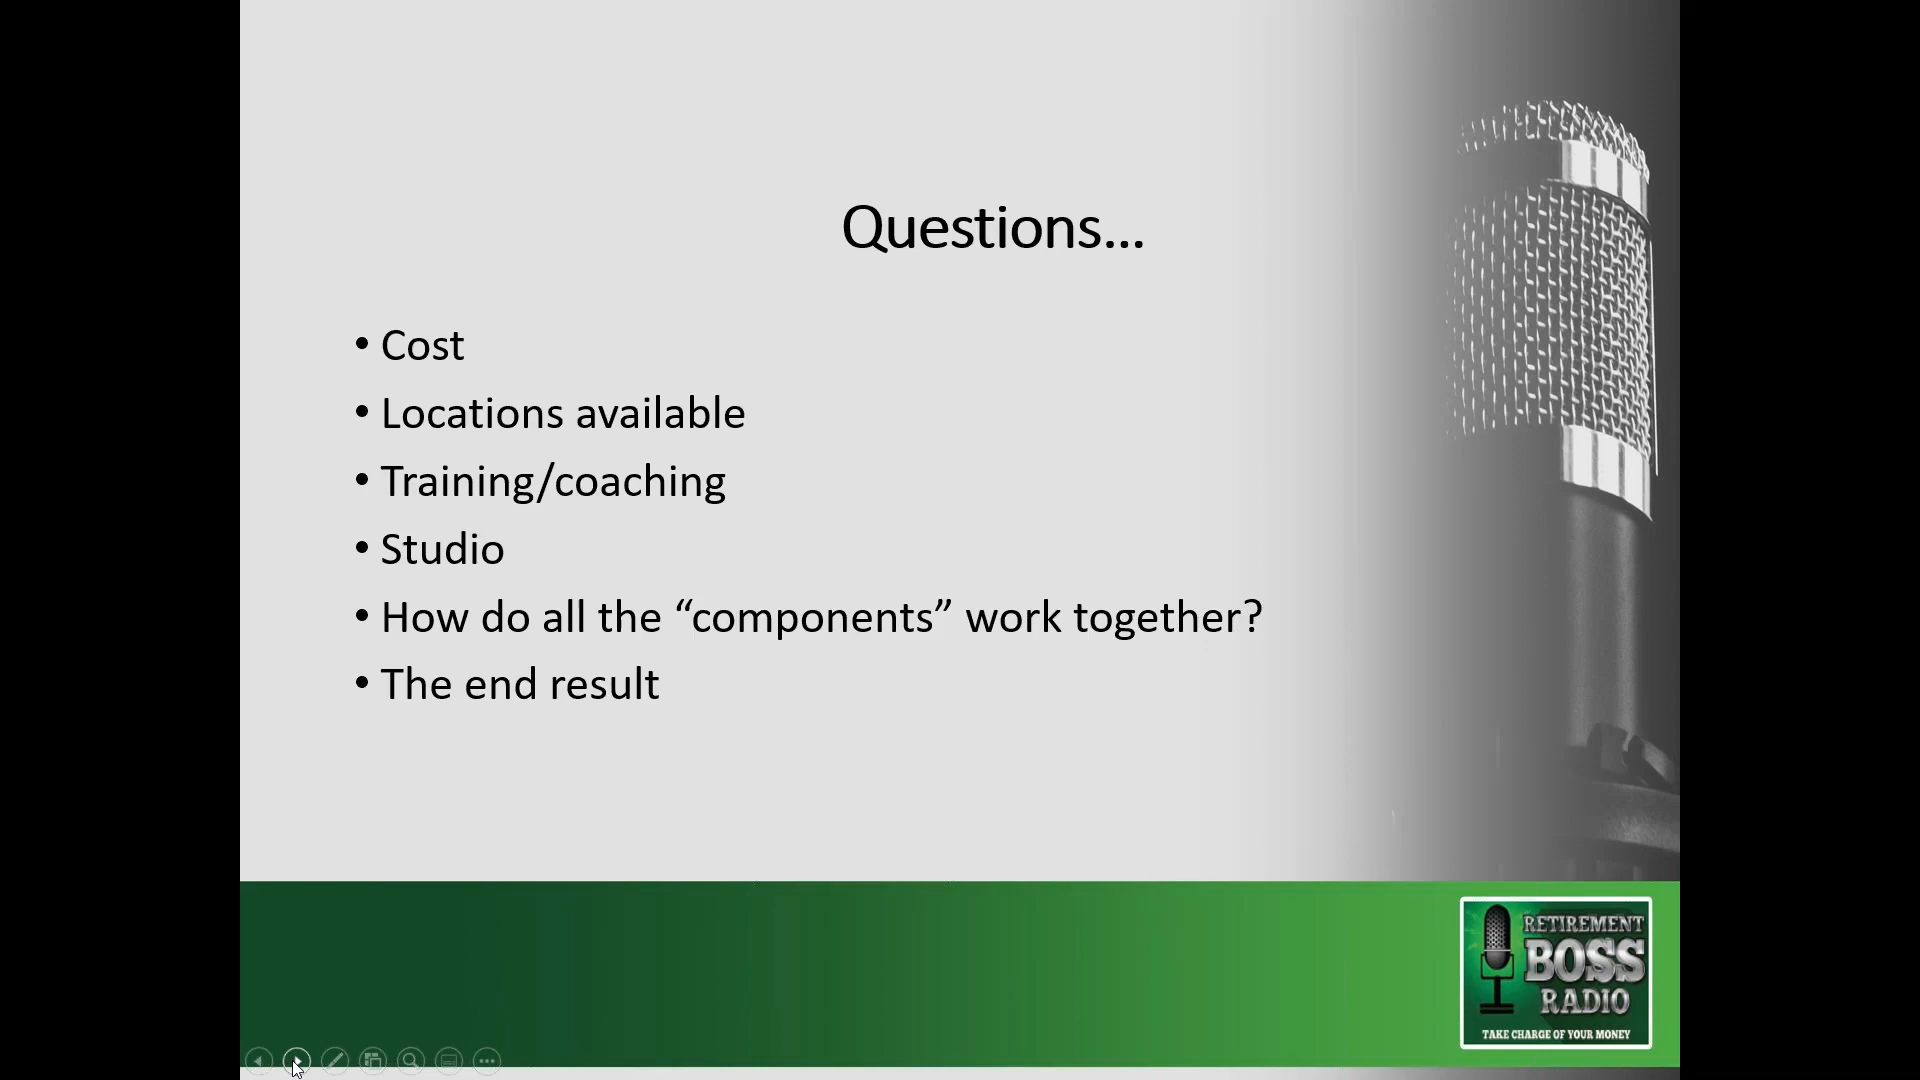 Questions...
• Cost
• Locations available
• Training/coaching
• Studio
• How do all the “components” work together?
• The end result
RETIREMENT
BOSS
RADIO
TAKE CHARGE OF YOUR MONEY